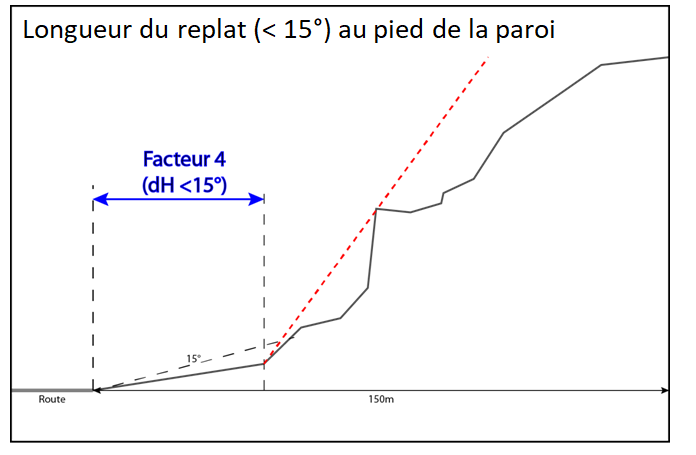 Longueur du replat (< 15°) au pied de la paroi
Facteur 4
(dH <15°)
15°
Route
150m